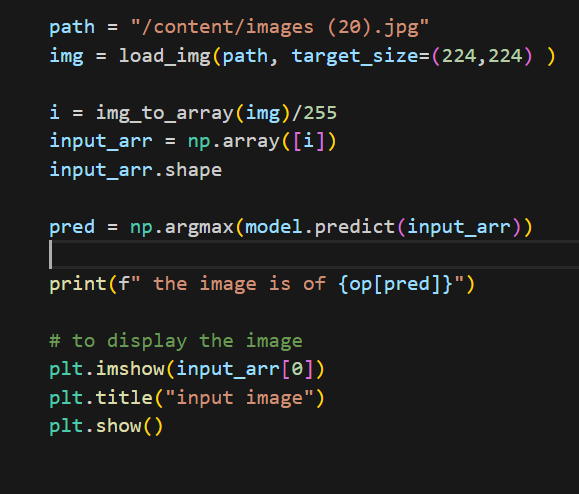 path = "/content/images (20).jpg"
img = load_img(path, target_size=(224,224) )
i = img_to_array(img)/255
input_arr = np.array([i])
input_arr.shape
pred = np.argmax(model.predict(input_arr))
print(f" the image is of {op[pred]}")
# to display the image
plt.imshow(input_arr[0])
plt.title("input image")
plt.show()